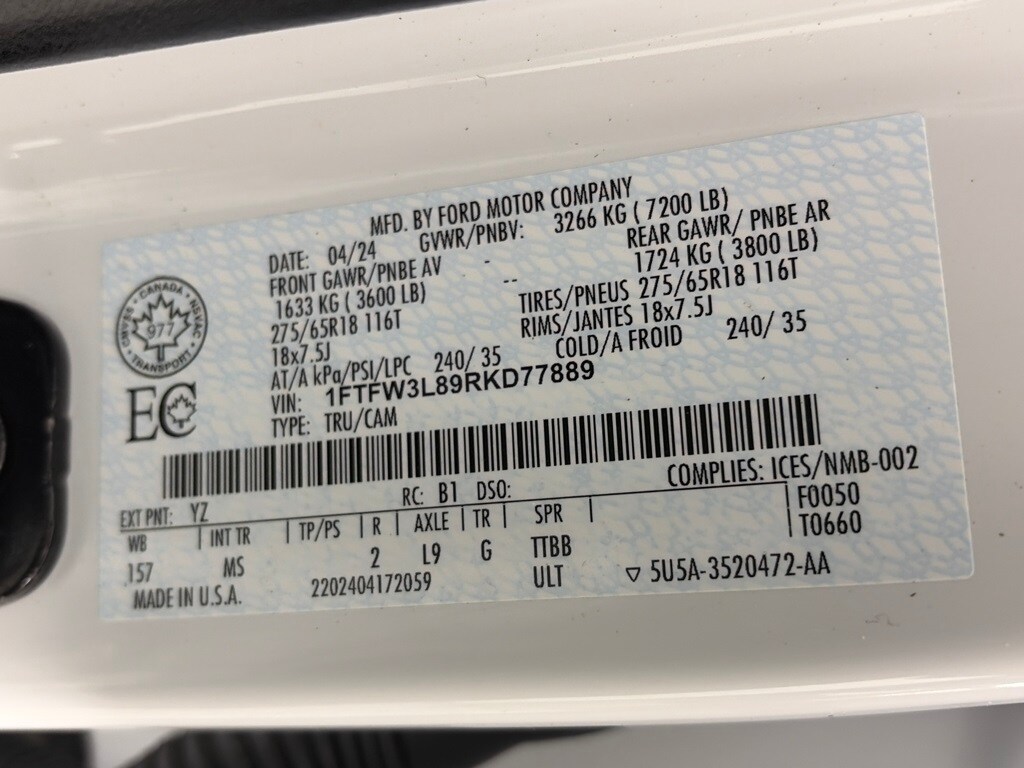 MFD. BY FORD MOTOR COMPANY
DATE: 04/24 GVWR/PNBV: 3266 KG ( 7200 LB)
FRONT GAWR/PNBE AV - REAR GAWR/ PNBE AR
1633 KG ( 3600 LB) -- 1724 KG ( 3800 LB)
275/65R18 116T TIRES/PNEUS 275/65R18 116T
18x7.5J RIMS/JANTES 18x7.5J
AT/A kPa/PSI/LPC 240/ 35 COLD/A FROID 240/ 35
VIN: 1FTFW3L89RKD77889
TYPE: TRU/CAM
CANADA
977
TRANSPORT
EC
COMPLIES: ICES/NMB-002
EXT PNT: YZ RC: B1 DSO: F0050
WB INT TR TP/PS R AXLE TR SPR T0660
157 MS 2 L9 G TTBB
ULT
MADE IN U.S.A. 2202404172059 ▽ 5U5A-3520472-AA